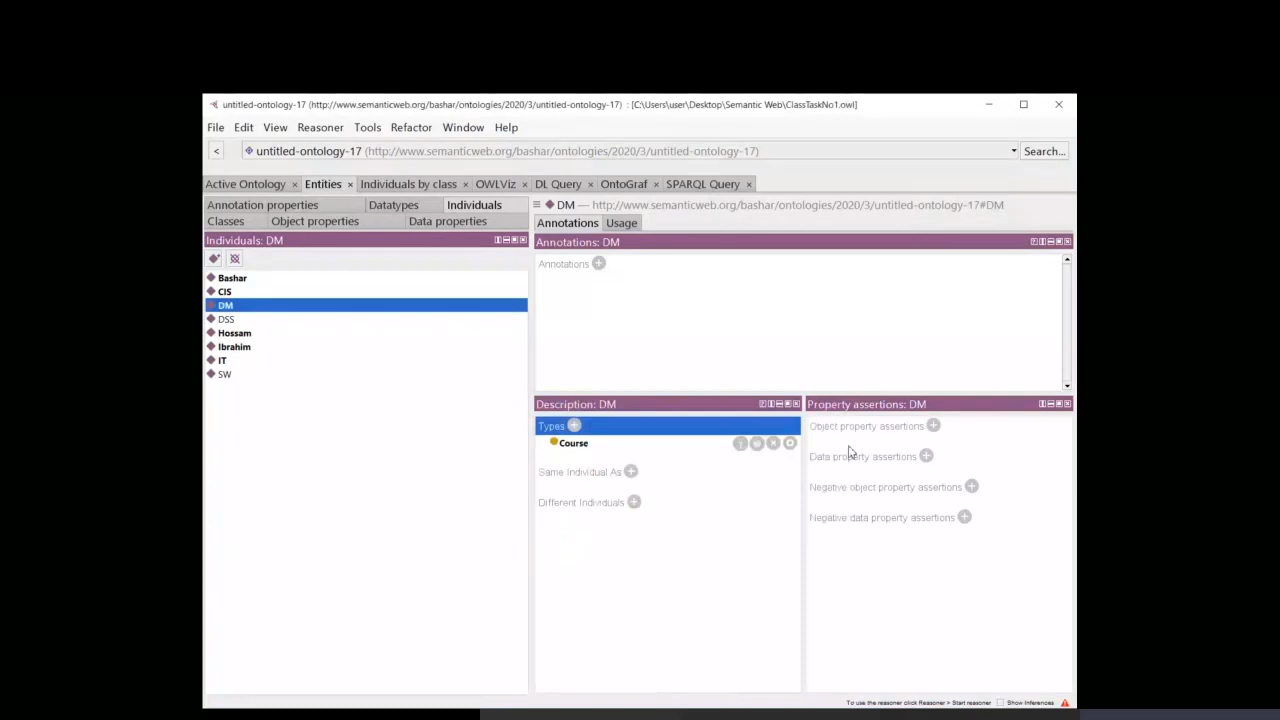 untitled-ontology-17 (http://www.semanticweb.org/bashar/ontologies/2020/3/untitled-ontology-17) : [C:\Users\user\Desktop\Semantic Web\ClassTaskNo1.owl]
File Edit View Reasoner Tools Refactor Window Help
< untitled-ontology-17 (http://www.semanticweb.org/bashar/ontologies/2020/3/untitled-ontology-17) Search...
Active Ontology × Entities × Individuals by class × OWLViz × DL Query × OntoGraf × SPARQL Query ×
Annotation properties Datatypes Individuals
Classes Object properties Data properties
Individuals: DM
Bashar
CIS
DM
DSS
Hossam
Ibrahim
IT
SW
DM — http://www.semanticweb.org/bashar/ontologies/2020/3/untitled-ontology-17#DM
Annotations Usage
Annotations: DM
Annotations
Description: DM
Types
Course
Same Individual As
Different Individuals
Property assertions: DM
Object property assertions
Data property assertions
Negative object property assertions
Negative data property assertions
To use the reasoner click Reasoner > Start reasoner Show Inferences